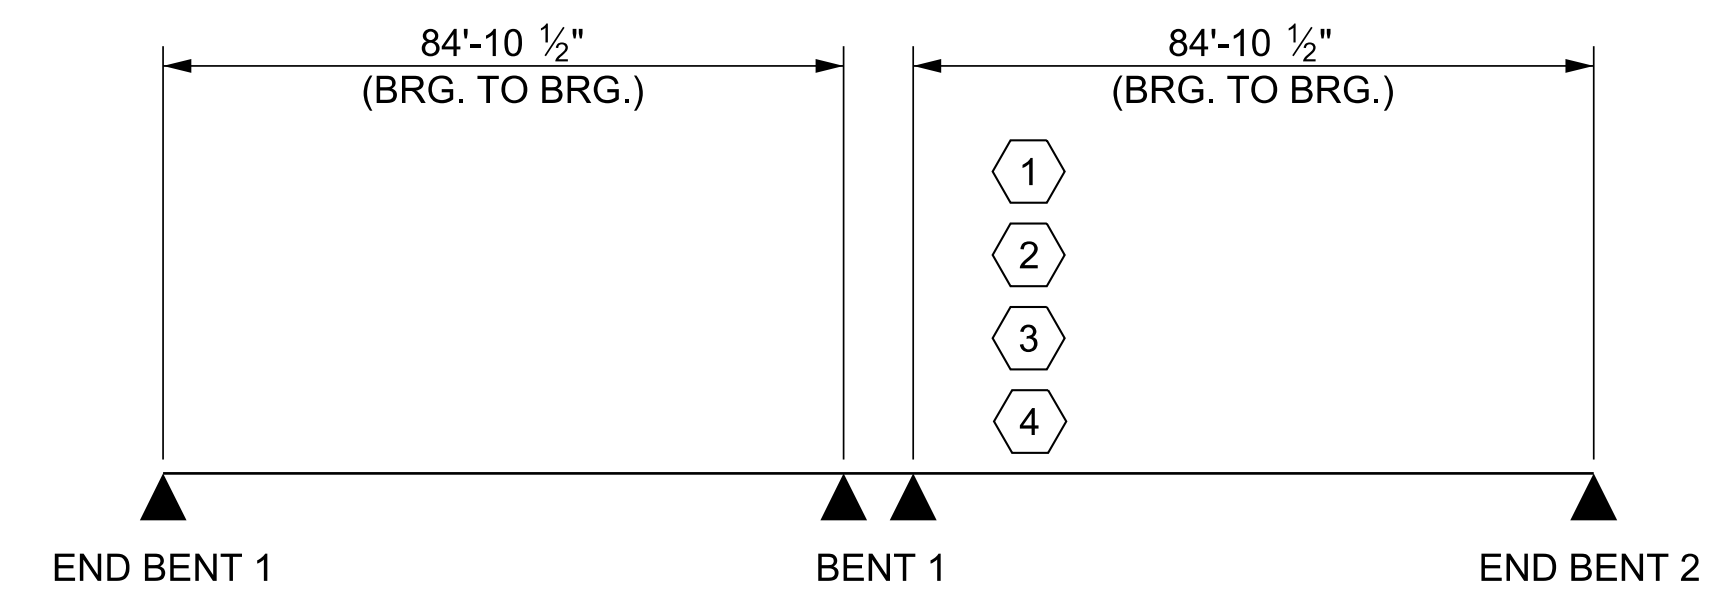 84'-10 ½" 84'-10 ½"
(BRG. TO BRG.) (BRG. TO BRG.)
1
2
3
4
END BENT 1 BENT 1 END BENT 2